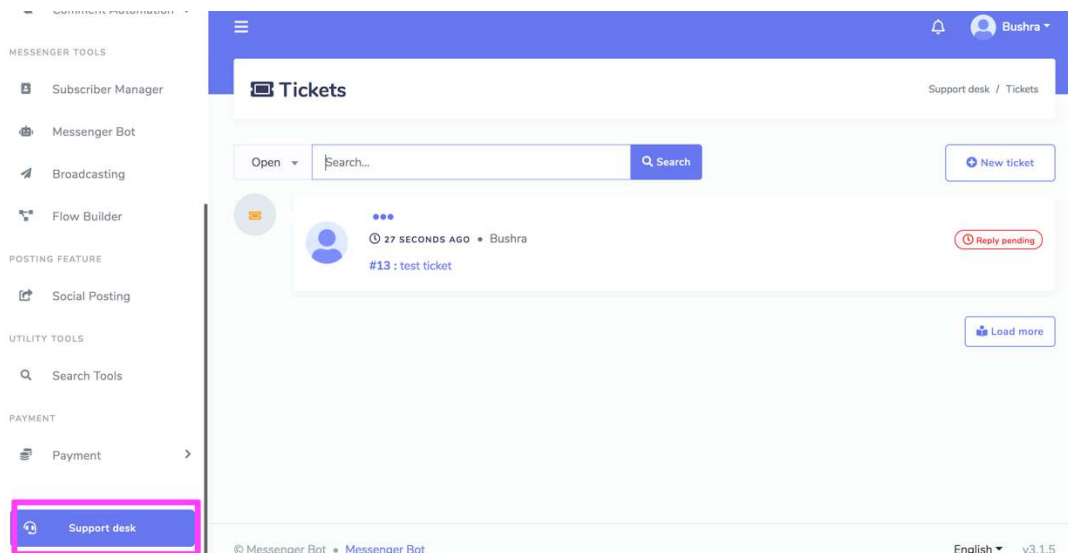 Comment Automation
Bushra
MESSENGER TOOLS
Subscriber Manager
Messenger Bot
Broadcasting
Flow Builder
POSTING FEATURE
Social Posting
UTILITY TOOLS
Search Tools
PAYMENT
Payment
Support desk
Tickets
Support desk / Tickets
Open
Search...
Search
New ticket
27 SECONDS AGO • Bushra
Reply pending
#13 : test ticket
Load more
© Messenger Bot • Messenger Bot
English
v3.1.5